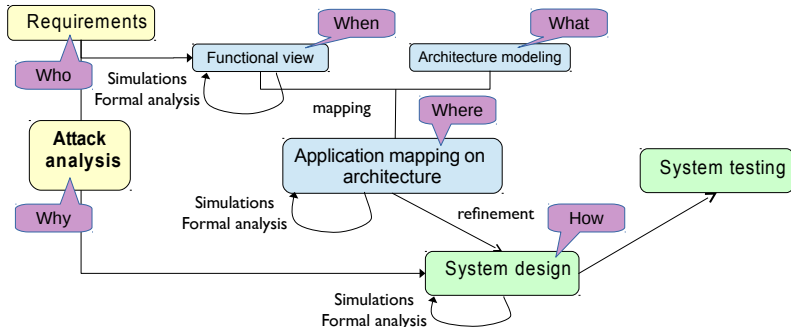 Requirements
When
What
Who
Functional view
Architecture modeling
Simulations
Formal analysis
mapping
Where
Attack
analysis
Application mapping on
architecture
System testing
Why
Simulations
Formal analysis
refinement
How
System design
Simulations
Formal analysis